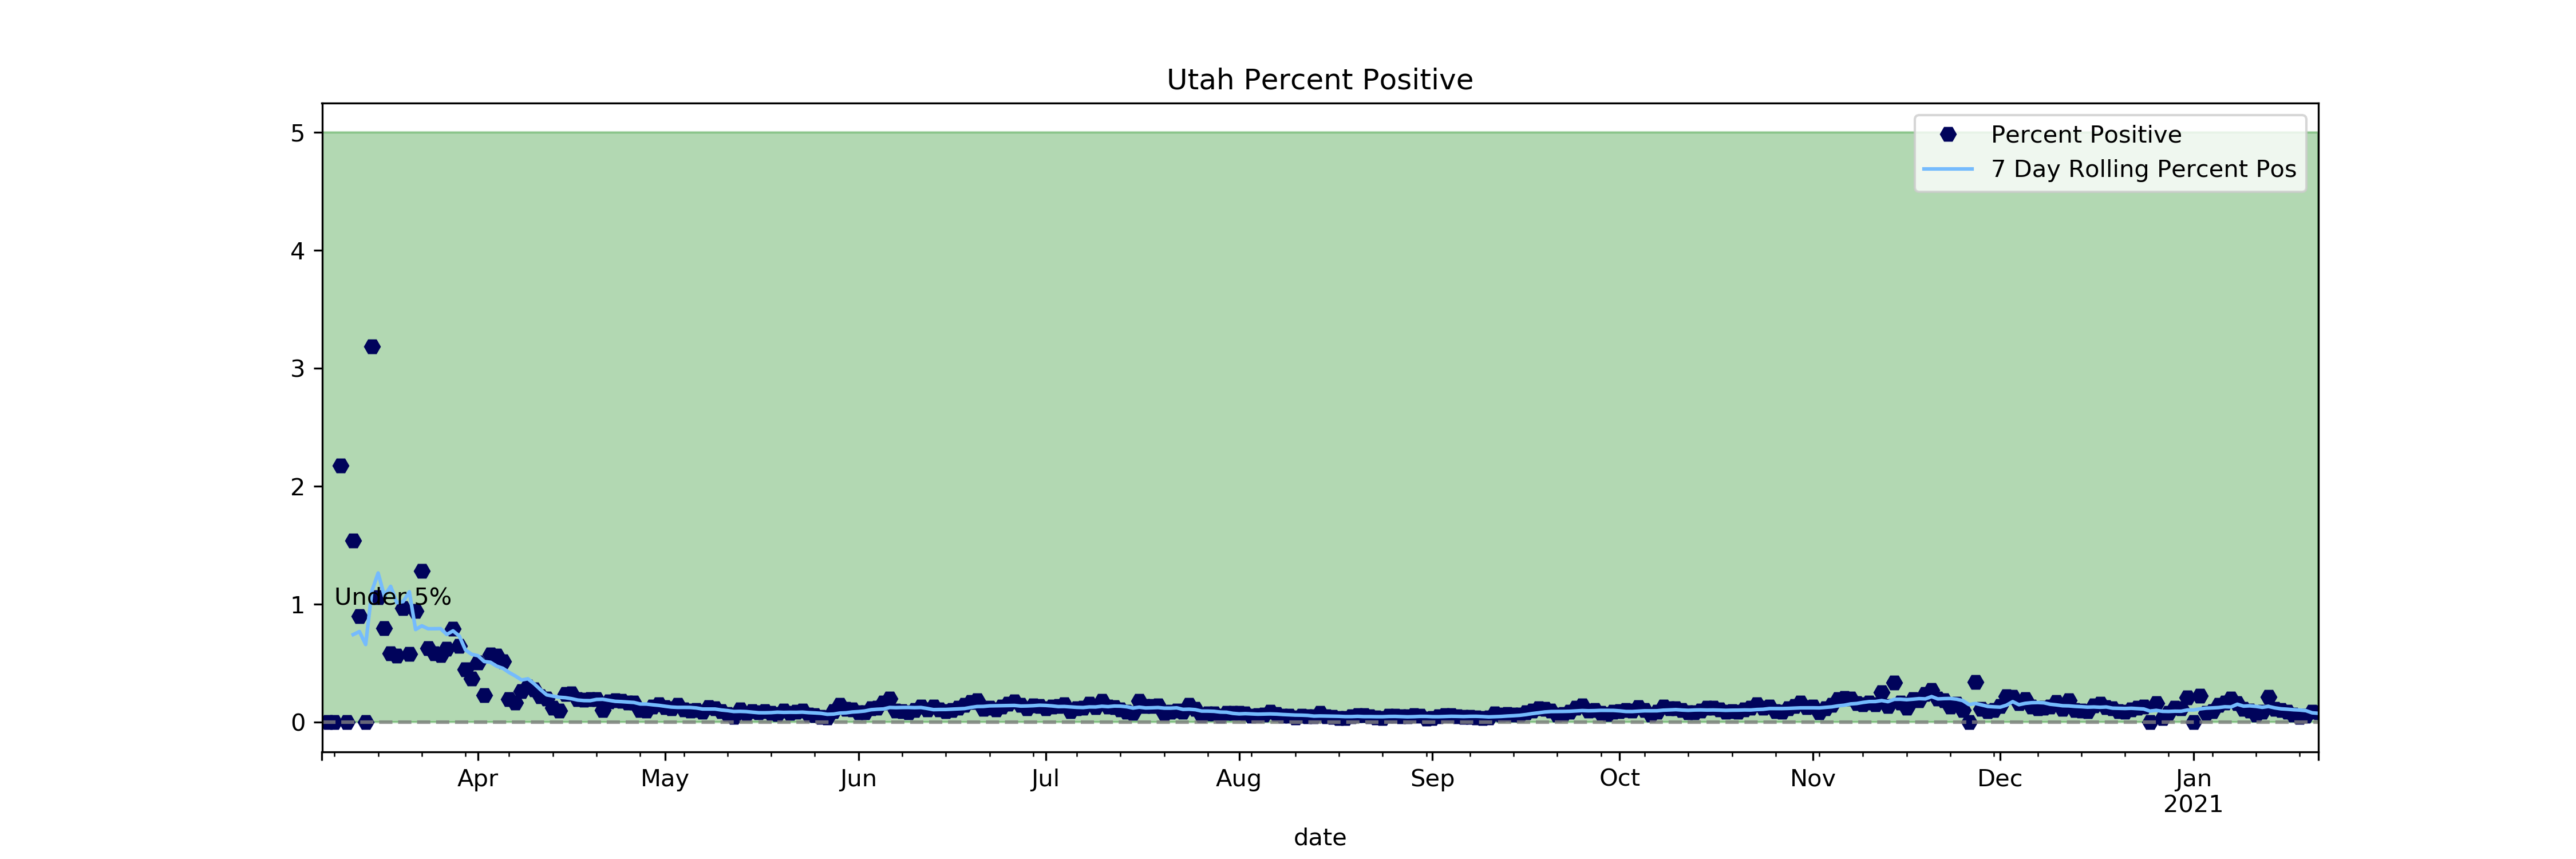 Utah Percent Positive
5
4
3
2
1
0
Percent Positive
7 Day Rolling Percent Pos
Under 5%
Apr May Jun Jul Aug Sep Oct Nov Dec Jan
2021
date